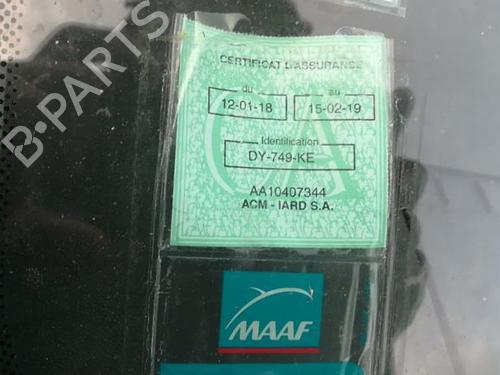 B-PARTS
CERTIFICAT D'ASSURANCE
du au
12-01-18 15-02-19
Identification
DY-749-KE
AA10407344
ACM - IARD S.A.
MAAF